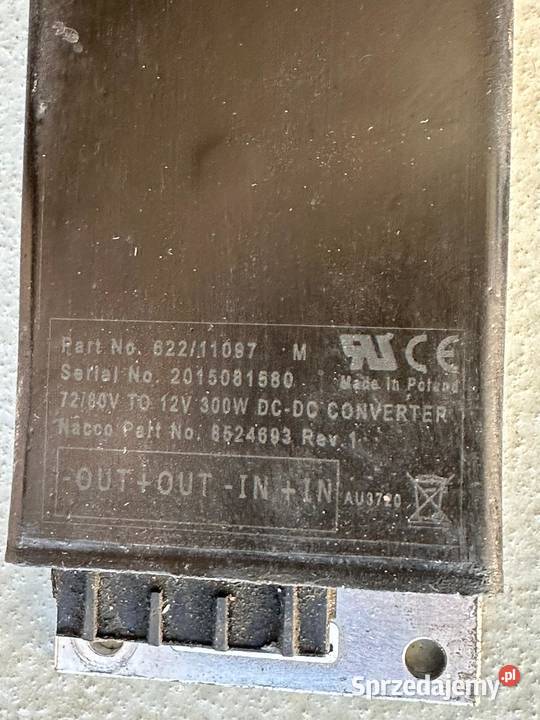 Part No. 622/11097 M
Serial No. 2015081580
Made in Poland
72/80V TO 12V 300W DC-DC CONVERTER
Nacco Part No. 8524693 Rev.1
-OUT+OUT -IN +IN
AU3720
Sprzedajemy.pl